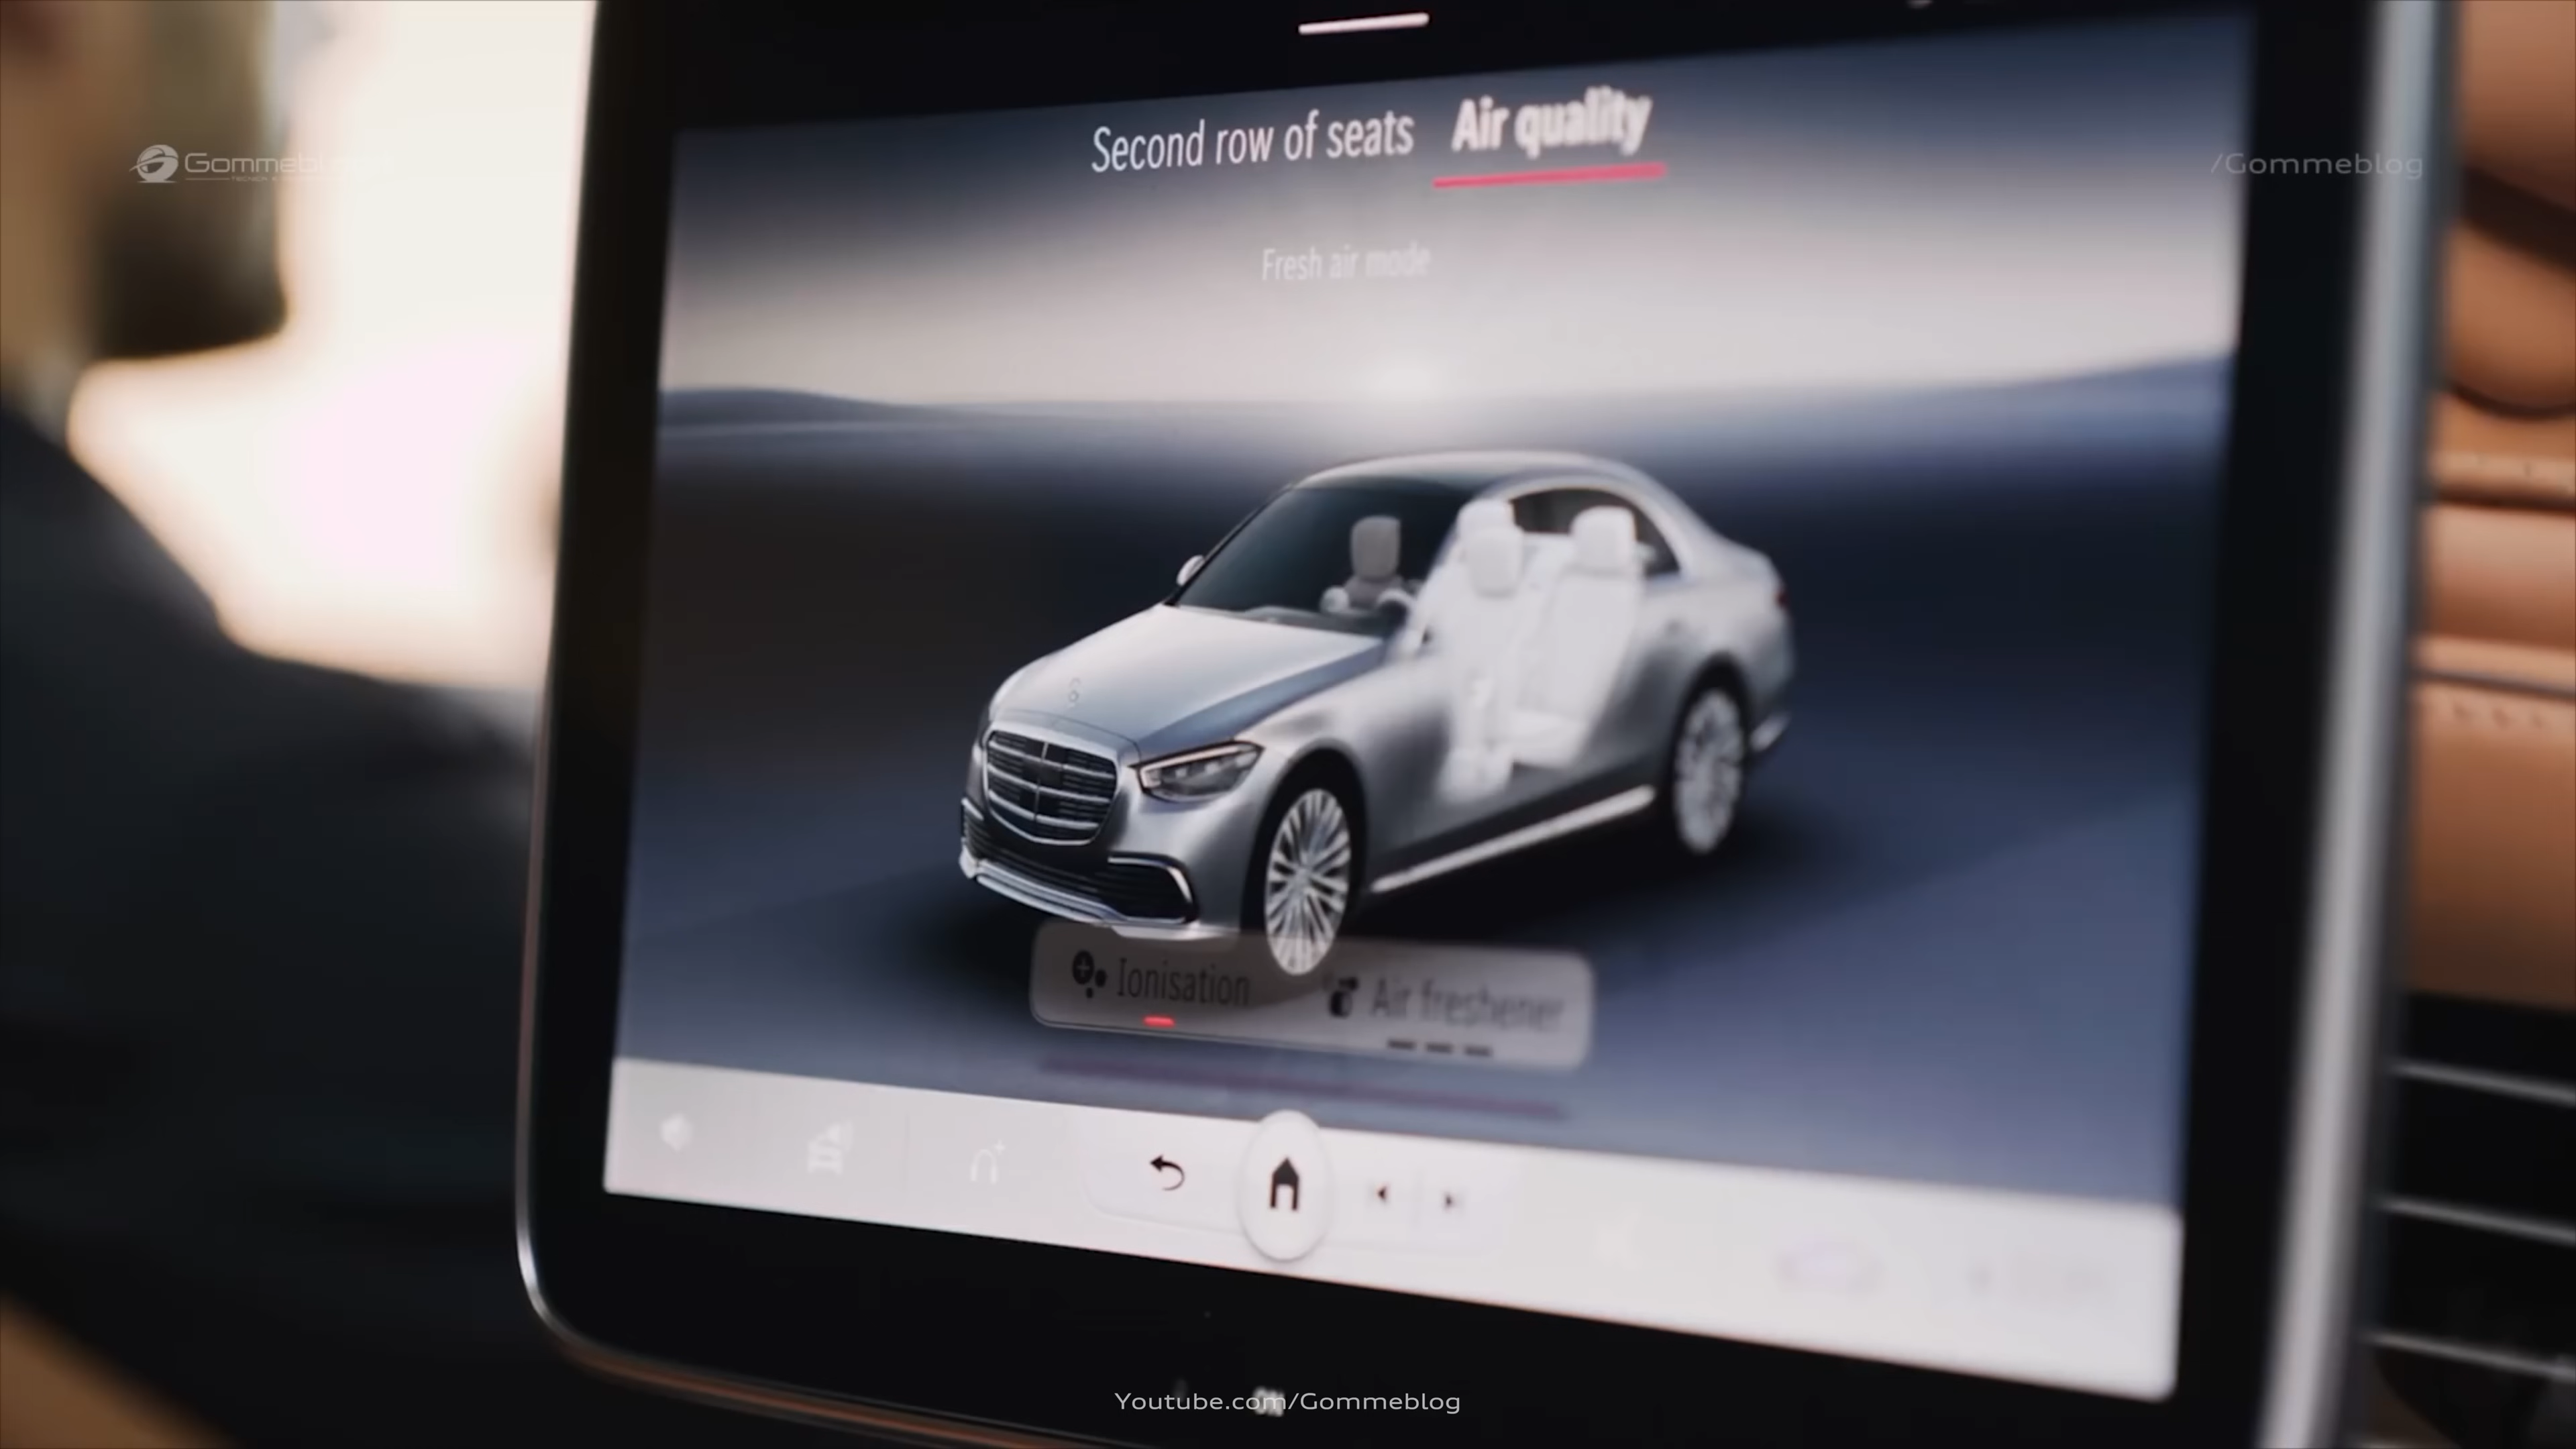 Second row of seats Air quality
/Gommeblog
Fresh air mode
Ionisation
Air freshener
Youtube.com/Gommeblog